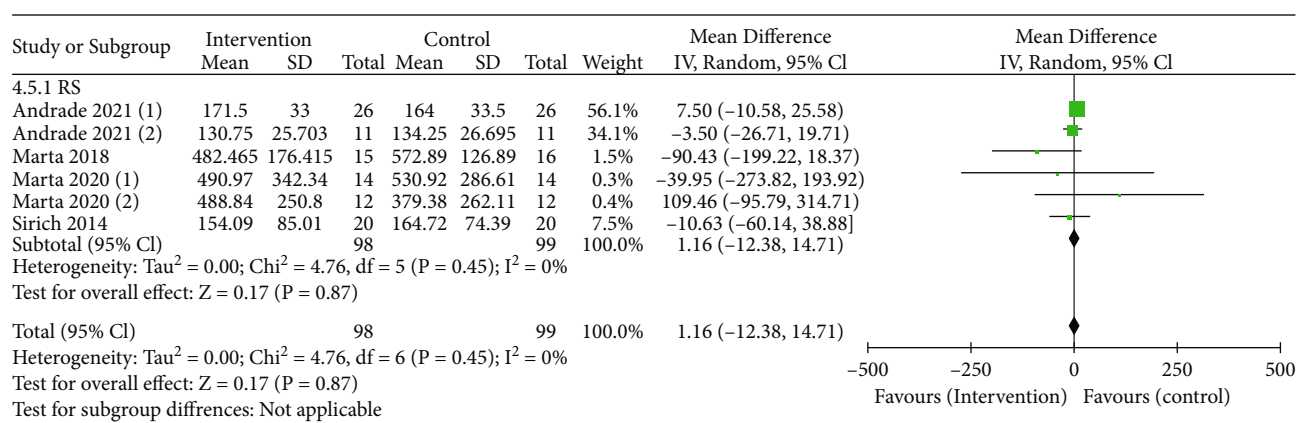 Study or Subgroup Intervention Control Mean Difference Mean Difference
Mean SD Total Mean SD Total Weight IV, Random, 95% Cl IV, Random, 95% Cl
4.5.1 RS
Andrade 2021 (1) 171.5 33 26 164 33.5 26 56.1% 7.50 (−10.58, 25.58)
Andrade 2021 (2) 130.75 25.703 11 134.25 26.695 11 34.1% −3.50 (−26.71, 19.71)
Marta 2018 482.465 176.415 15 572.89 126.89 16 1.5% −90.43 (−199.22, 18.37)
Marta 2020 (1) 490.97 342.34 14 530.92 286.61 14 0.3% −39.95 (−273.82, 193.92)
Marta 2020 (2) 488.84 250.8 12 379.38 262.11 12 0.4% 109.46 (−95.79, 314.71)
Sirich 2014 154.09 85.01 20 164.72 74.39 20 7.5% −10.63 (−60.14, 38.88]
Subtotal (95% Cl) 98 99 100.0% 1.16 (−12.38, 14.71)
Heterogeneity: Tau² = 0.00; Chi² = 4.76, df = 5 (P = 0.45); I² = 0%
Test for overall effect: Z = 0.17 (P = 0.87)
Total (95% Cl) 98 99 100.0% 1.16 (−12.38, 14.71)
Heterogeneity: Tau² = 0.00; Chi² = 4.76, df = 6 (P = 0.45); I² = 0%
Test for overall effect: Z = 0.17 (P = 0.87)
Test for subgroup diffrences: Not applicable
−500 −250 0 250 500
Favours (Intervention) Favours (control)